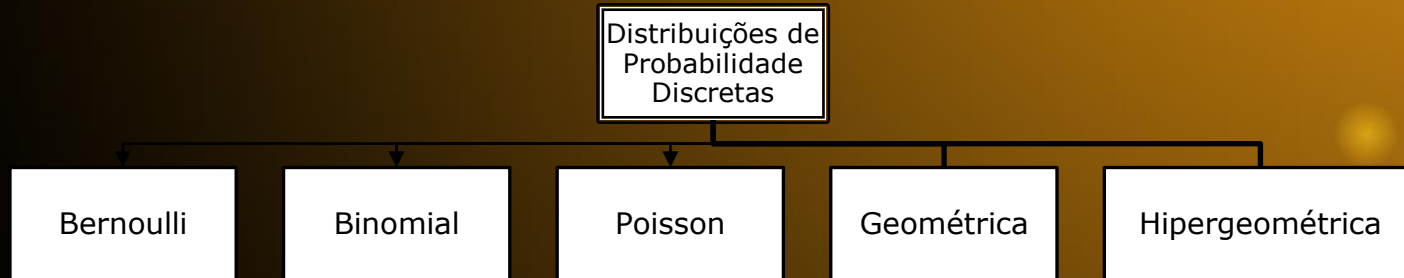 Distribuições de
Probabilidade
Discretas
Bernoulli
Binomial
Poisson
Geométrica
Hipergeométrica